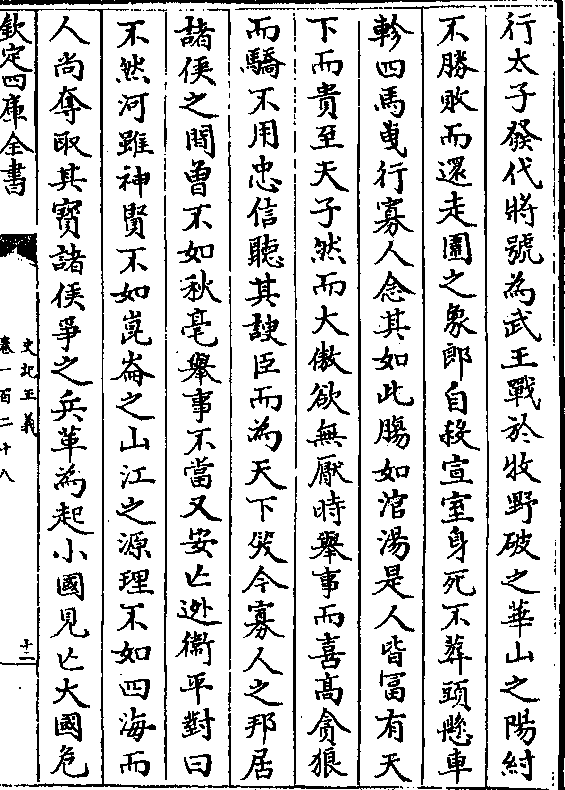 行太子發代將號為武王戰於牧野破之華山之陽紂
不勝敗而還走圍之象郎自殺宣室身死不葬頭懸車
軫四馬曳行寡人念其如此腸如涫湯是人皆冨有天
下而貴至天子然而大傲欲無厭時舉事而喜髙貪狼
而驕不用忠信聽其諛臣而為天下笑今寡人之邦居
諸侯之間曽不如秋毫舉事不當又安亡逃衛平對曰
不然河雖神賢不如崑崙之山江之源理不如四海而
人尚奪取其寳諸侯爭之兵革為起小國見亡大國危
欽定四庫全書
史記正義
卷一百二十八
十二